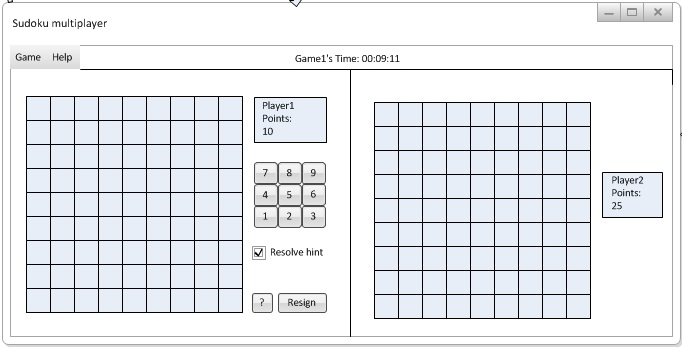 Sudoku multiplayer
Game Help
Game1's Time: 00:09:11
Player1
Points:
10
7 8 9
4 5 6
1 2 3
Resolve hint
? Resign
Player2
Points:
25